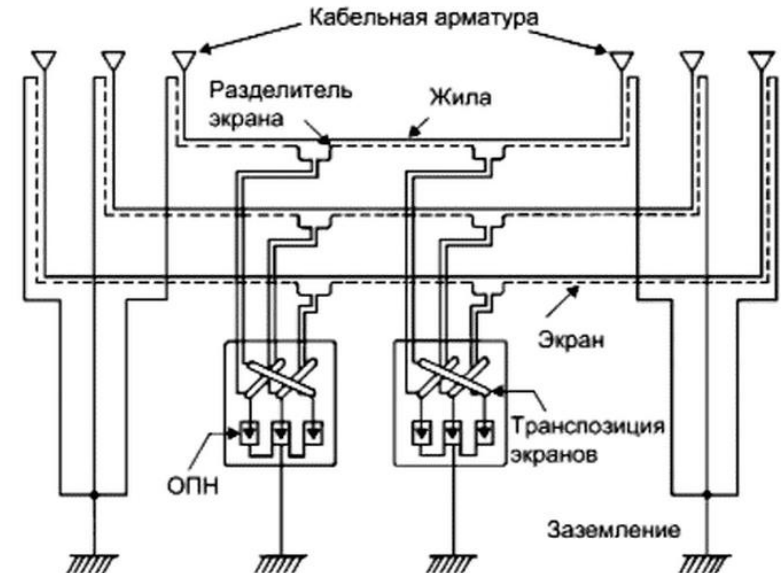 Кабельная арматура
Разделитель
экрана
Жила
Экран
Транспозиция
экранов
ОПН
Заземление